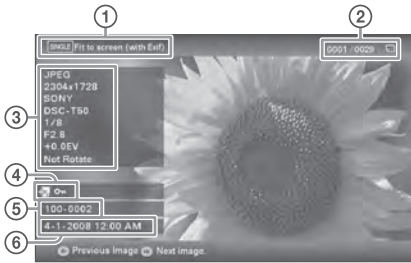 1
2
SINGLE Fit to screen (with Exif)
0001 /0029
3
JPEG
2304x1728
SONY
DSC-T50
1/8
F2.8
+0.0EV
Not Rotate
4
5
100-0002
6
4-1-2008 12:00 AM
Previous Image Next image.